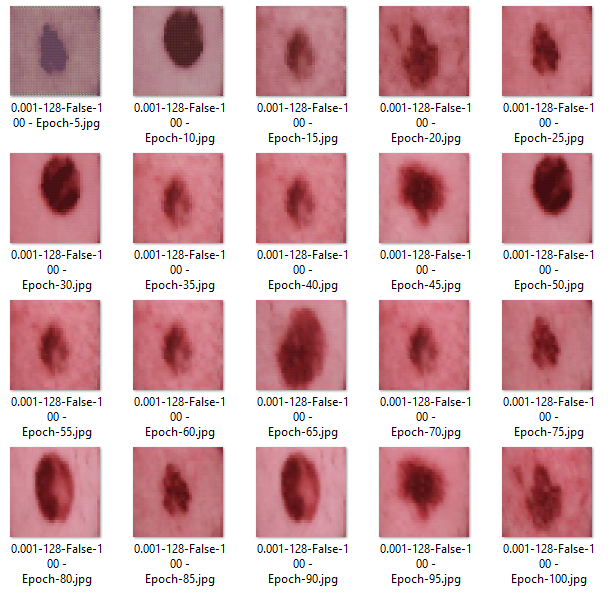 0.001-128-False-1
00 - Epoch-5.jpg
0.001-128-False-1
00 -
Epoch-10.jpg
0.001-128-False-1
00 -
Epoch-15.jpg
0.001-128-False-1
00 -
Epoch-20.jpg
0.001-128-False-1
00 -
Epoch-25.jpg
0.001-128-False-1
00 -
Epoch-30.jpg
0.001-128-False-1
00 -
Epoch-35.jpg
0.001-128-False-1
00 -
Epoch-40.jpg
0.001-128-False-1
00 -
Epoch-45.jpg
0.001-128-False-1
00 -
Epoch-50.jpg
0.001-128-False-1
00 -
Epoch-55.jpg
0.001-128-False-1
00 -
Epoch-60.jpg
0.001-128-False-1
00 -
Epoch-65.jpg
0.001-128-False-1
00 -
Epoch-70.jpg
0.001-128-False-1
00 -
Epoch-75.jpg
0.001-128-False-1
00 -
Epoch-80.jpg
0.001-128-False-1
00 -
Epoch-85.jpg
0.001-128-False-1
00 -
Epoch-90.jpg
0.001-128-False-1
00 -
Epoch-95.jpg
0.001-128-False-1
00 -
Epoch-100.jpg